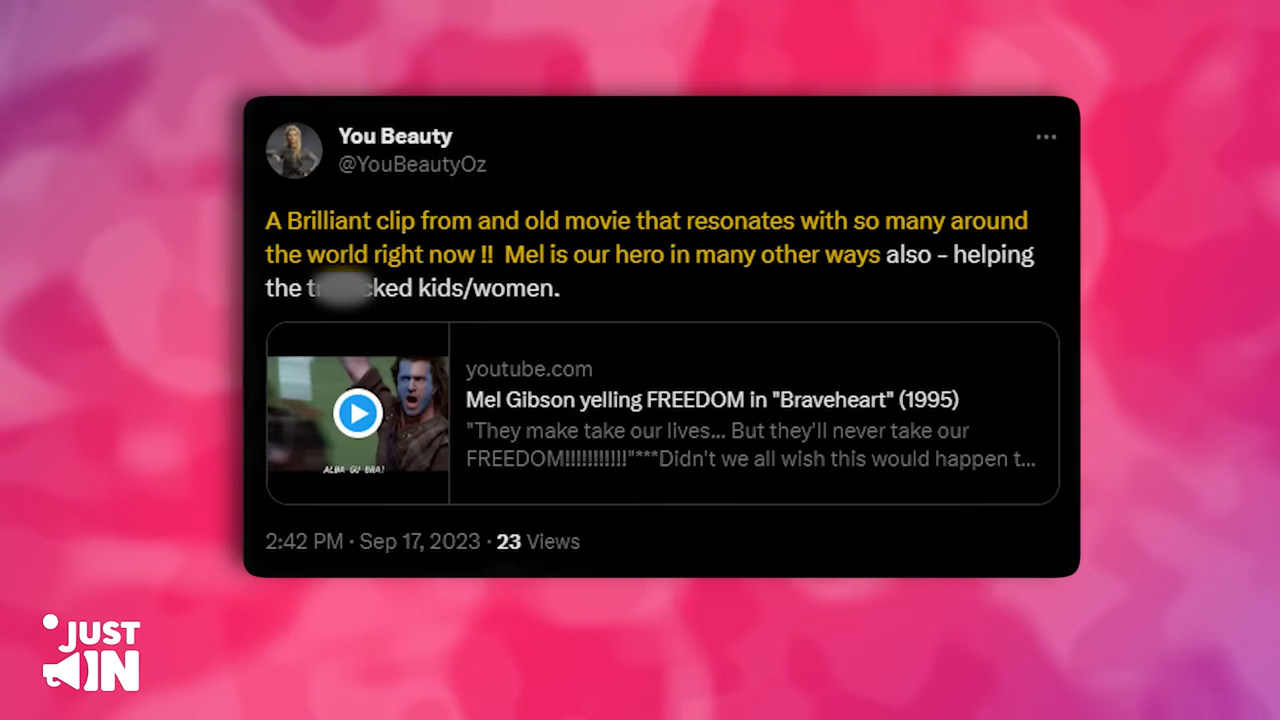 You Beauty
@YouBeautyOz
A Brilliant clip from and old movie that resonates with so many around
the world right now !! Mel is our hero in many other ways also - helping
the kids/women.
youtube.com
Mel Gibson yelling FREEDOM in "Braveheart" (1995)
"They make take our lives... But they'll never take our
FREEDOM!!!!!!!!!!!"***Didn't we all wish this would happen t...
ALBA GU BRA!
2:42 PM · Sep 17, 2023 · 23 Views
JUST
IN